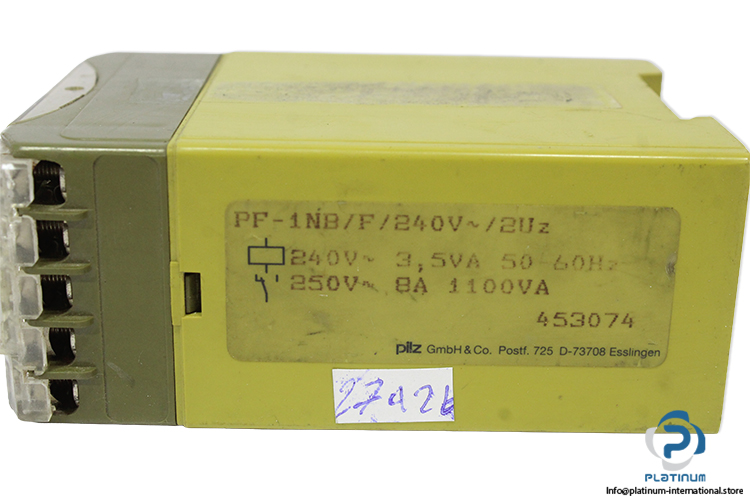 PF-1NB/F/240V~/2Uz
240V~ 3,5VA 50-60Hz
250V~ 8A 1100VA
453074
pilz GmbH & Co. Postf. 725 D-73708 Esslingen
PLATINUM
Info@platinum-international.store